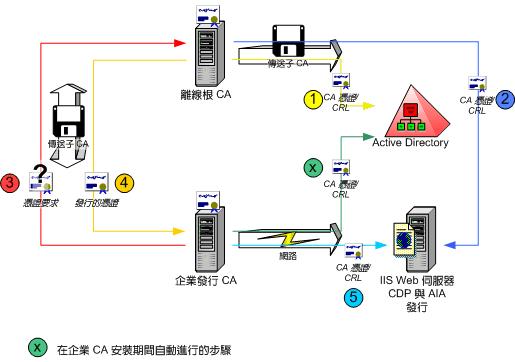 離線根 CA
傳送子 CA
1
CA 憑證/
CRL
CA 憑證/
CRL
2
Active Directory
傳送子 CA
?
3
憑證要求
4
發行的憑證
x
CA 憑證/
CRL
企業發行 CA
網路
CA 憑證/
CRL
5
IIS Web 伺服器
CDP 與 AIA
發行
x 在企業 CA 安裝期間自動進行的步驟